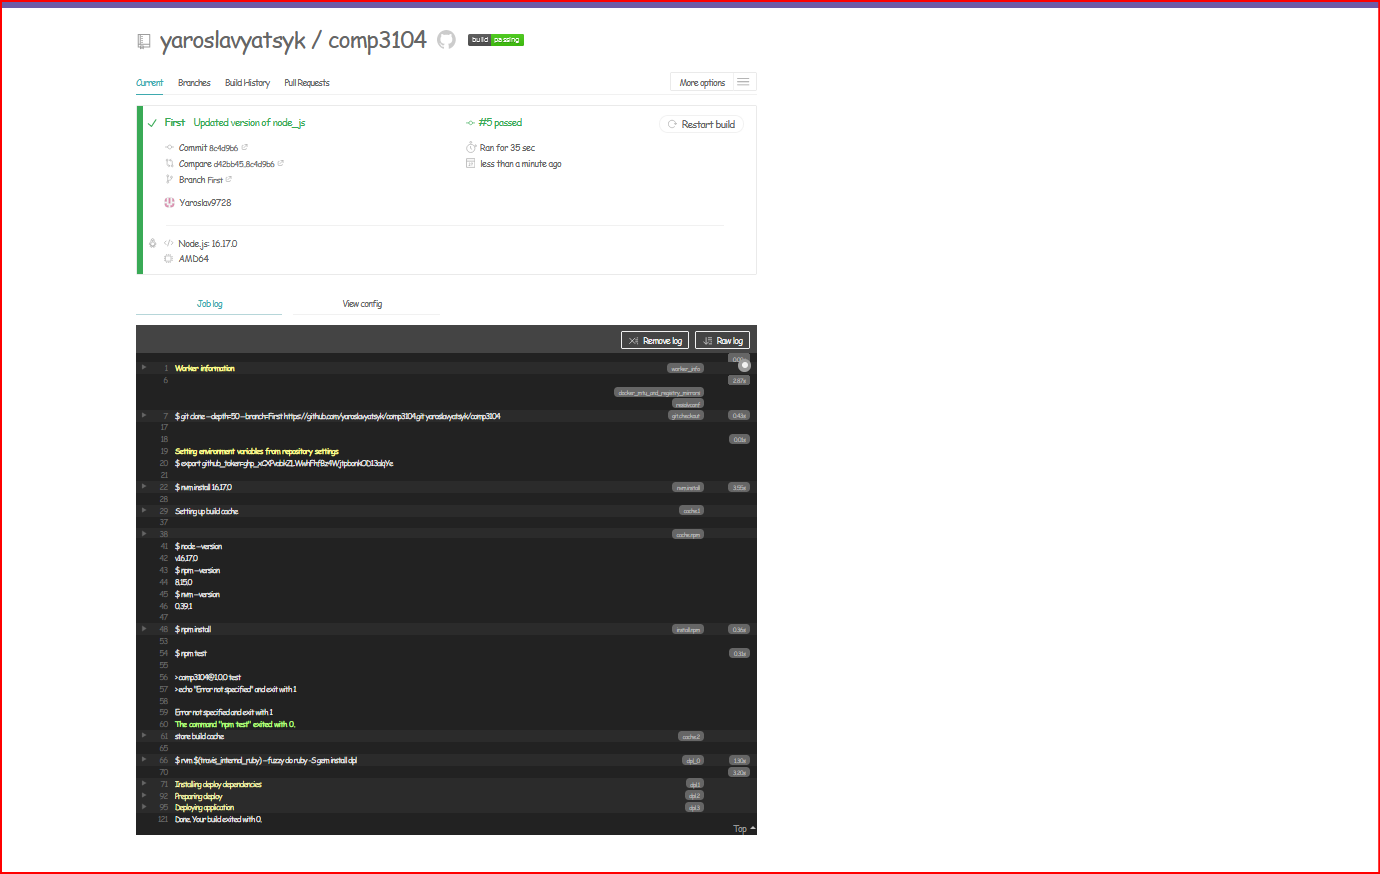 yaroslavyatsyk / comp3104 build passing
Current Branches Build History Pull Requests More options
First Updated version of node_js
Commit 8c4d9b6
Compare d42bb45..8c4d9b6
Branch First
Yaroslav9728
#5 passed
Ran for 35 sec
less than a minute ago
Restart build
Node.js: 16.17.0
AMD64
Job log View config
Remove log Raw log
1 Worker information worker_info
6 2.87s
docker_mtu_and_registry_mirrors
resolvconf
7 $ git clone --depth=50 --branch=First https://github.com/yaroslavyatsyk/comp3104.git yaroslavyatsyk/comp3104 git.checkout 0.43s
17
18 0.01s
19 Setting environment variables from repository settings
20 $ export github_token=
21
22 $ nvm install 16.17.0 nvm.install 3.55s
28
29 Setting up build cache cache.1
37
38 cache.npm
41 $ node --version
42 v16.17.0
43 $ npm --version
44 8.15.0
45 $ nvm --version
46 0.39.1
47
48 $ npm install install.npm 0.36s
53
54 $ npm test 0.31s
55
56 > comp3104@1.0.0 test
57 > echo "Error not specified" and exit with 1
58
59 Error not specified and exit with 1
60 The command "npm test" exited with 0.
61 store build cache cache.2
65
66 $ rvm $(travis_internal_ruby) --fuzzy do ruby -S gem install dpl dpl_0 1.30s
70 3.20s
71 Installing deploy dependencies dpl.1
92 Preparing deploy dpl.2
95 Deploying application dpl.3
121 Done. Your build exited with 0.
Top